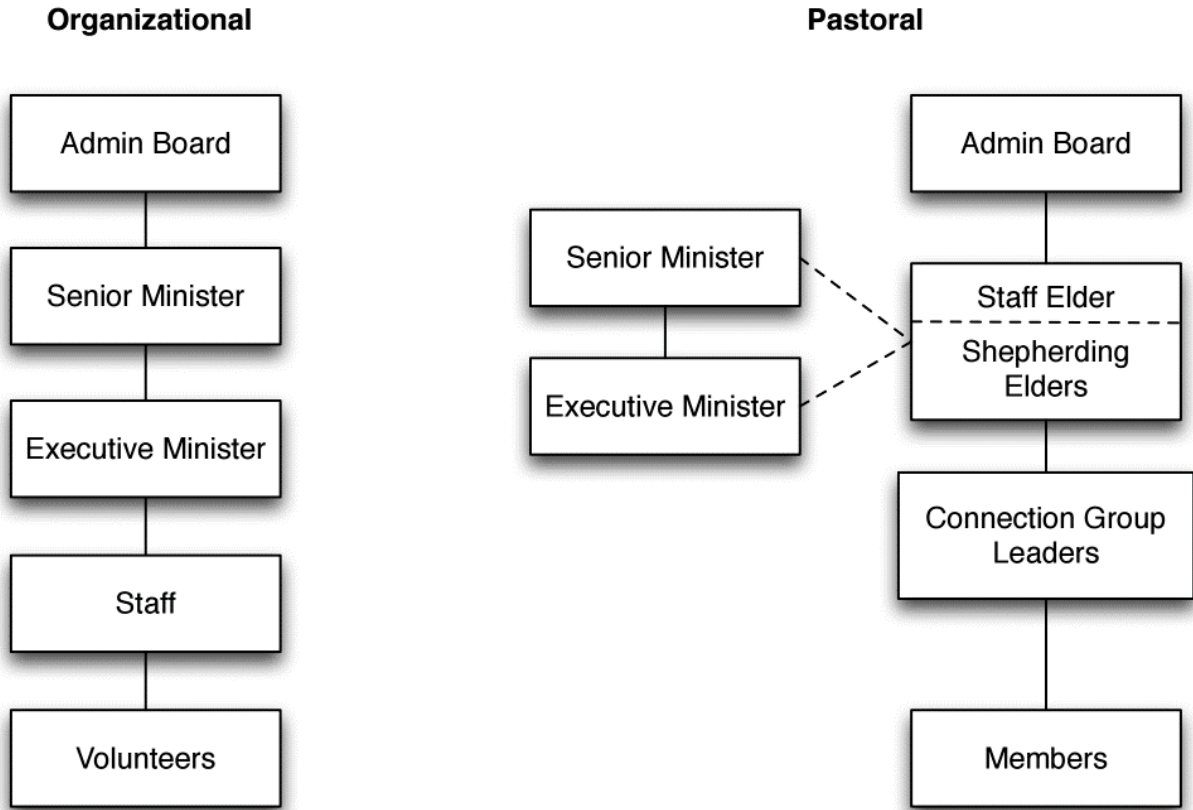 Organizational
Admin Board
Senior Minister
Executive Minister
Staff
Volunteers
Pastoral
Senior Minister
Executive Minister
Admin Board
Staff Elder
Shepherding
Elders
Connection Group
Leaders
Members